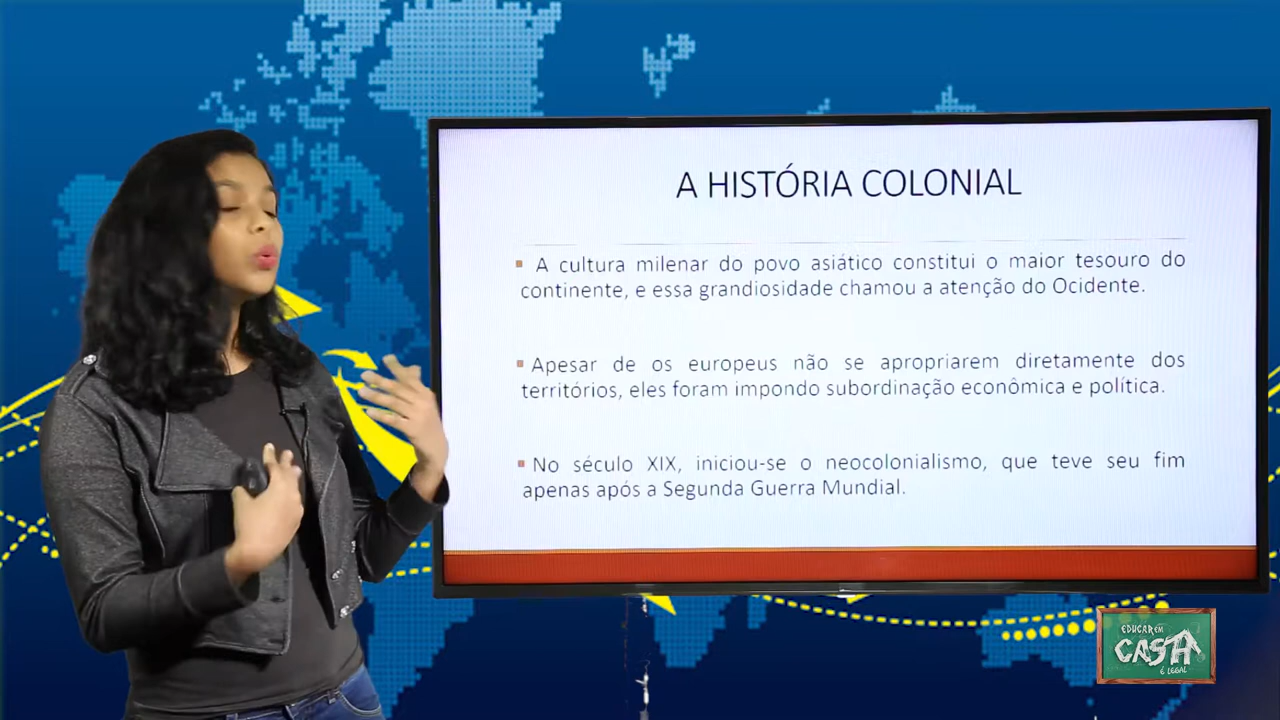 A HISTÓRIA COLONIAL
A cultura milenar do povo asiático constitui o maior tesouro do
continente, e essa grandiosidade chamou a atenção do Ocidente.
Apesar de os europeus não se apropriarem diretamente dos
territórios, eles foram impondo subordinação econômica e política.
No século XIX, iniciou-se o neocolonialismo, que teve seu fim
apenas após a Segunda Guerra Mundial.
EDUCAR EM
CASA
É LEGAL